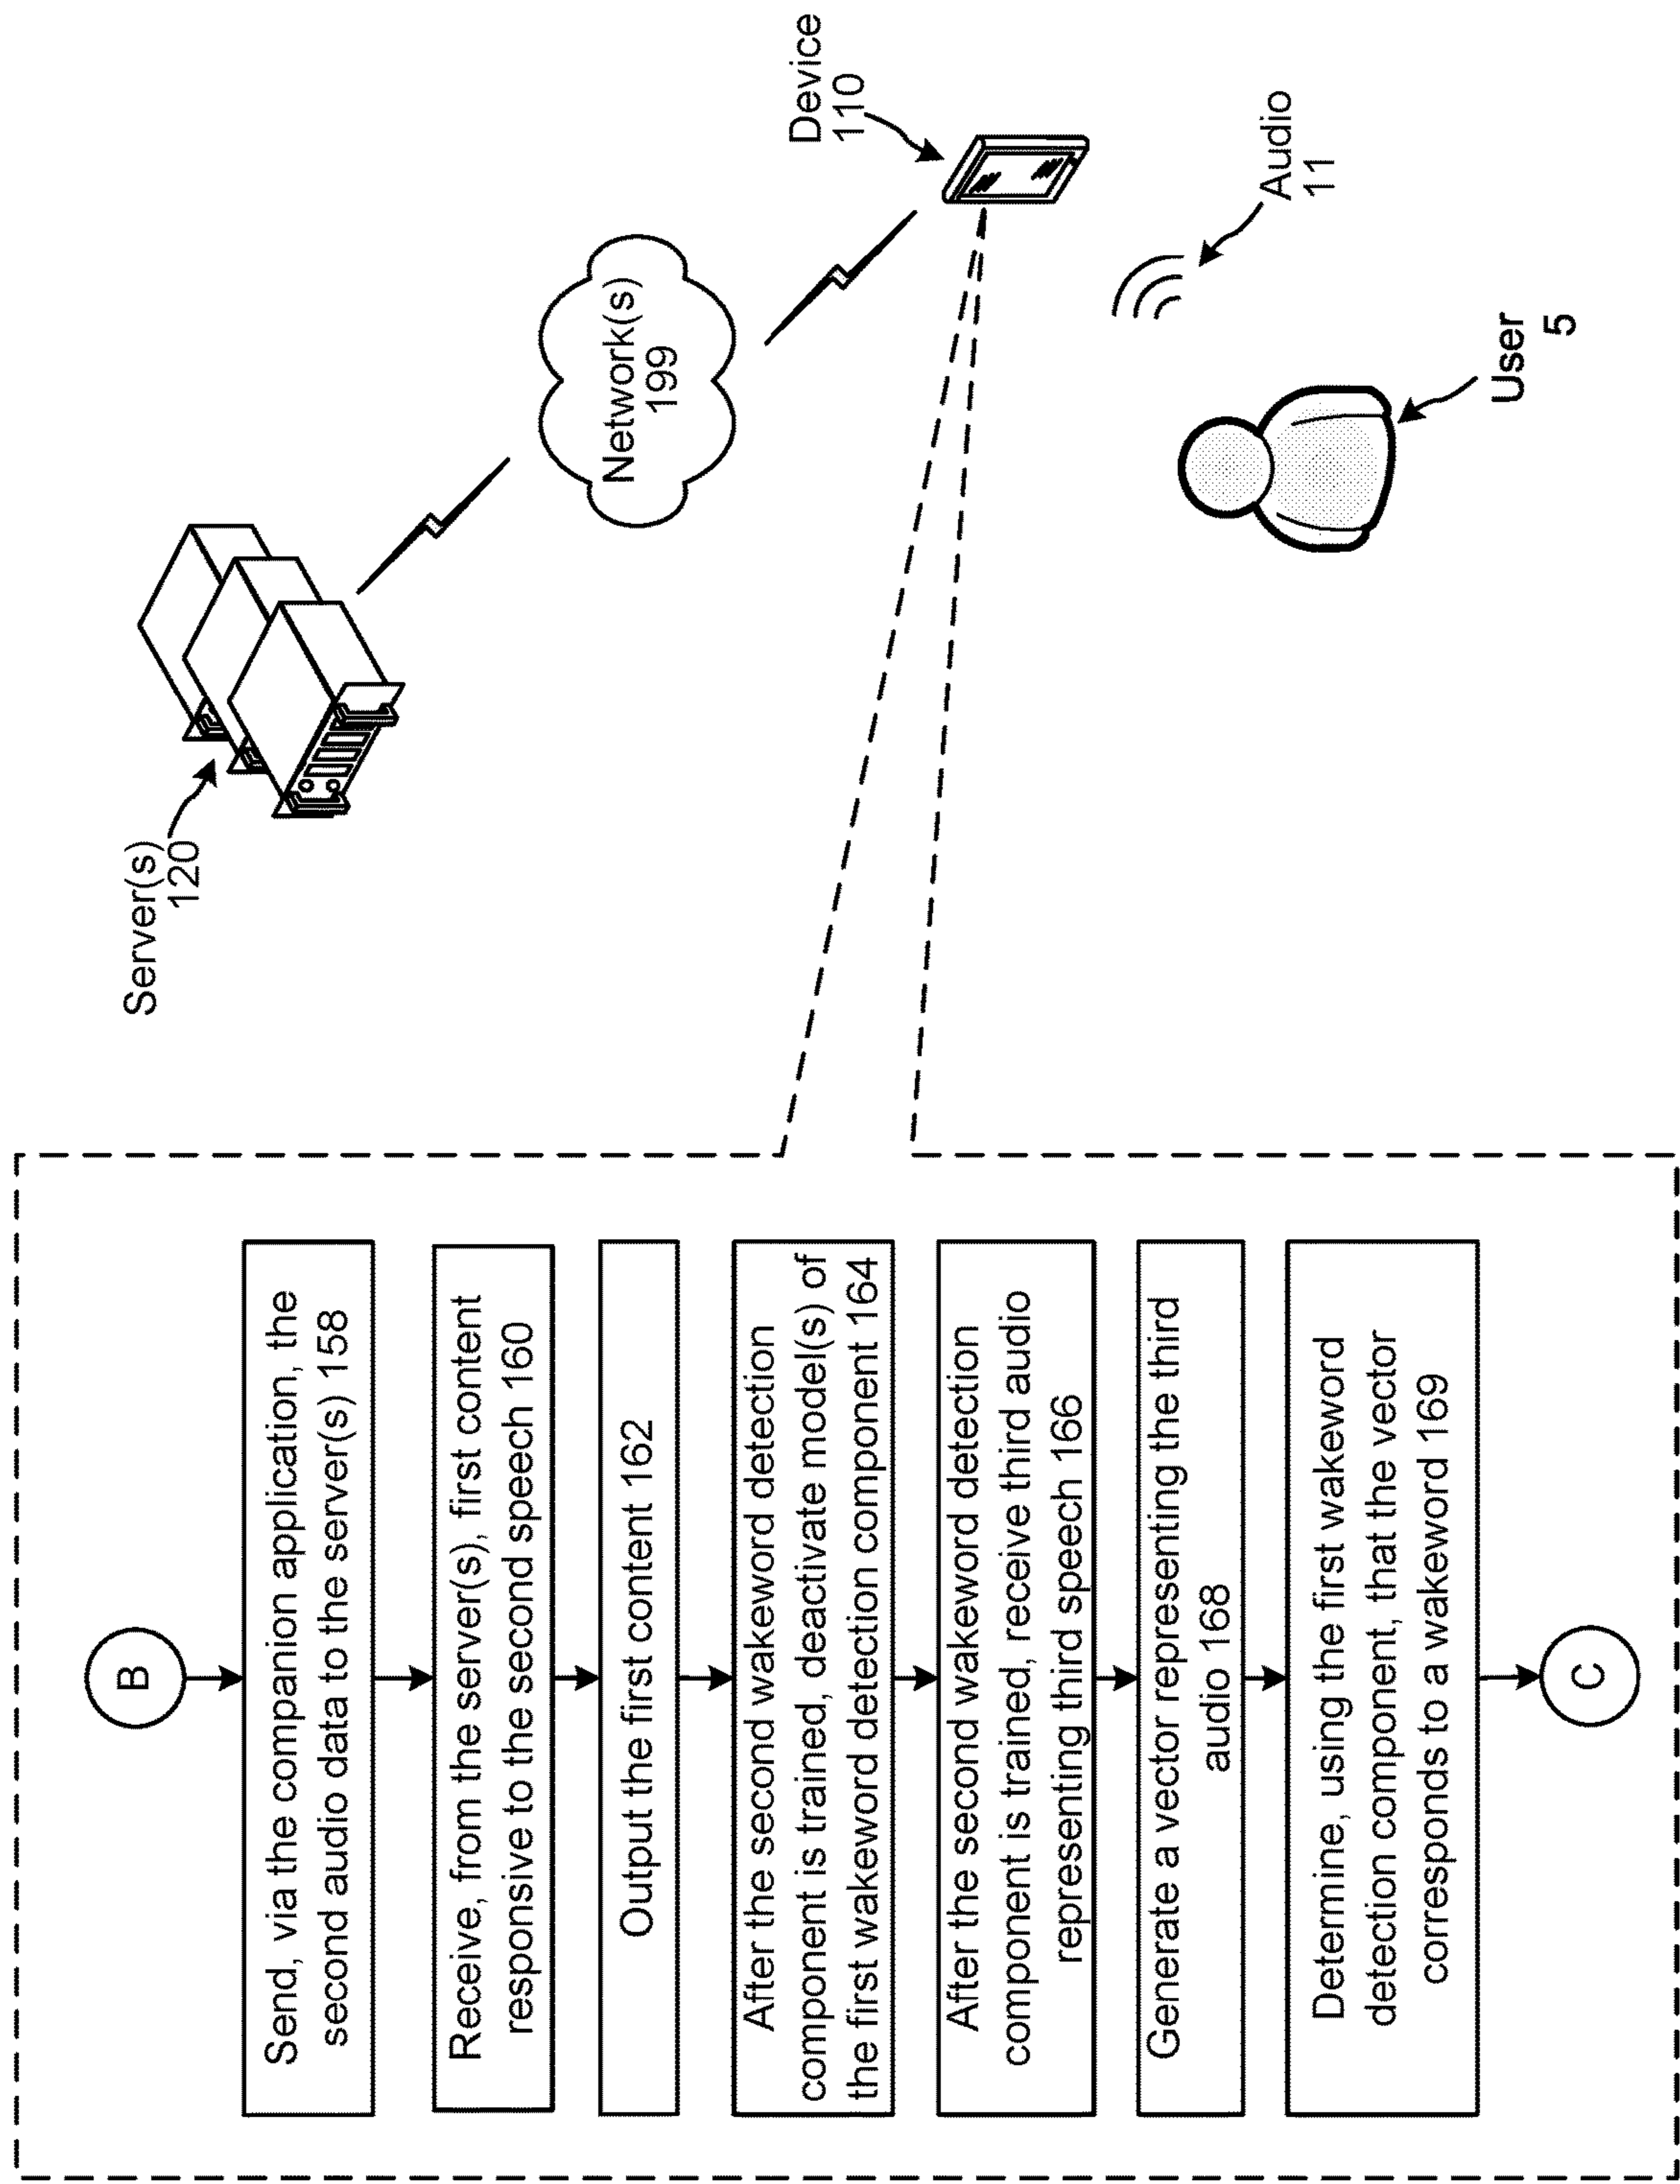 B
Send, via the companion application, the
second audio data to the server(s) 158
Receive, from the server(s), first content
responsive to the second speech 160
Output the first content 162
After the second wakeword detection
component is trained, deactivate model(s) of
the first wakeword detection component 164
After the second wakeword detection
component is trained, receive third audio
representing third speech 166
Generate a vector representing the third
audio 168
Determine, using the first wakeword
detection component, that the vector
corresponds to a wakeword 169
C
Server(s)
120
Network(s)
199
Device
110
Audio
11
User
5